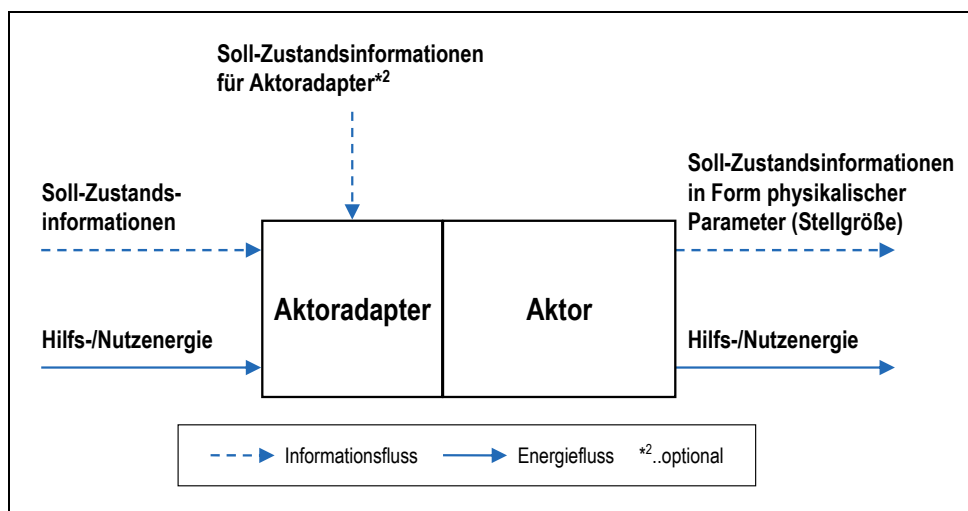 Soll-Zustandsinformationen
für Aktoradapter*2
Soll-Zustands-
informationen
Soll-Zustandsinformationen
in Form physikalischer
Parameter (Stellgröße)
Aktoradapter
Aktor
Hilfs-/Nutzenergie
Hilfs-/Nutzenergie
Informationsfluss
Energiefluss
*2..optional